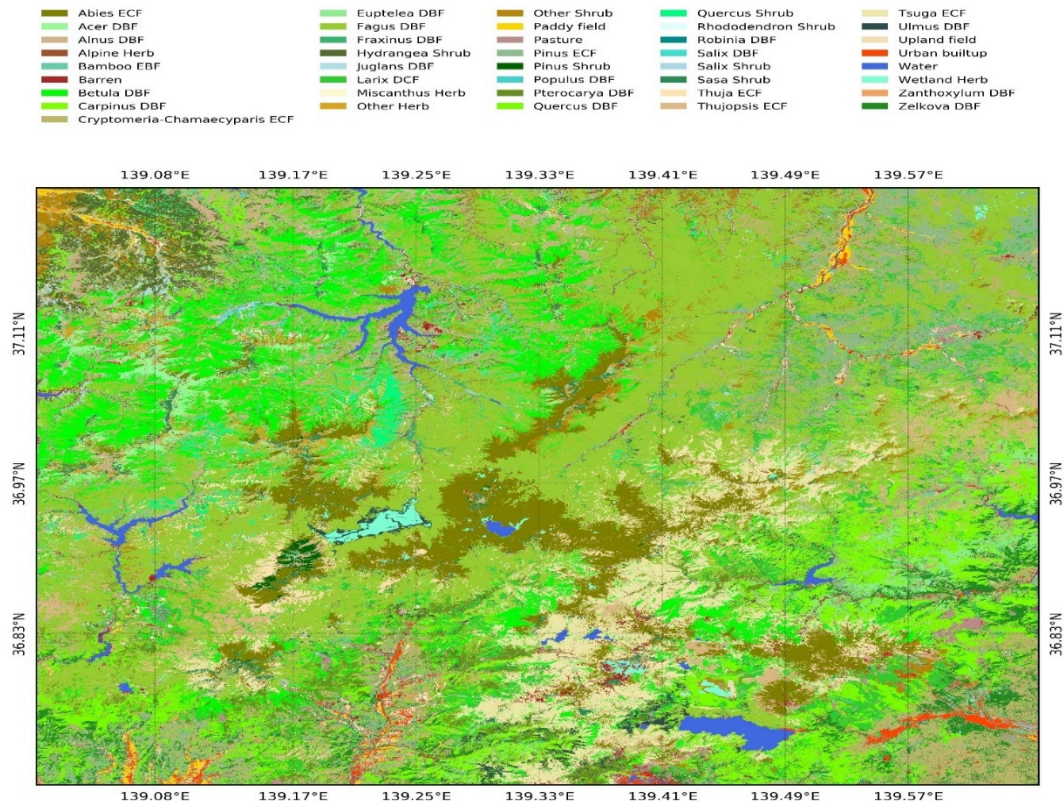 Abies ECF
Acer DBF
Alnus DBF
Alpine Herb
Bamboo EBF
Barren
Betula DBF
Carpinus DBF
Cryptomeria-Chamaecyparis ECF
Euptelea DBF
Fagus DBF
Fraxinus DBF
Hydrangea Shrub
Juglans DBF
Larix DCF
Miscanthus Herb
Other Herb
Other Shrub
Paddy field
Pasture
Pinus ECF
Pinus Shrub
Populus DBF
Pterocarya DBF
Quercus DBF
Quercus Shrub
Rhododendron Shrub
Robinia DBF
Salix DBF
Salix Shrub
Sasa Shrub
Thuja ECF
Thujopsis ECF
Tsuga ECF
Ulmus DBF
Upland field
Urban builtup
Water
Wetland Herb
Zanthoxylum DBF
Zelkova DBF
139.08°E 139.17°E 139.25°E 139.33°E 139.41°E 139.49°E 139.57°E
37.11°N 37.11°N
36.97°N 36.97°N
36.83°N 36.83°N
139.08°E 139.17°E 139.25°E 139.33°E 139.41°E 139.49°E 139.57°E